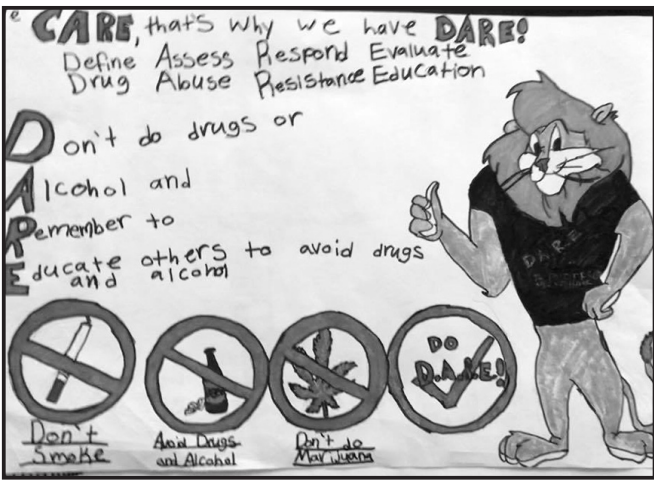 e CARE, that's why we have DARE!
Define Assess Respond Evaluate
Drug Abuse Resistance Education
Don't do drugs or
Alcohol and
Remember to
Educate others to avoid drugs
and alcohol
DO
D.A.R.E!
DARE
Don't
Smoke
Avoid Drugs
and Alcohol
Don't do
Marijuana